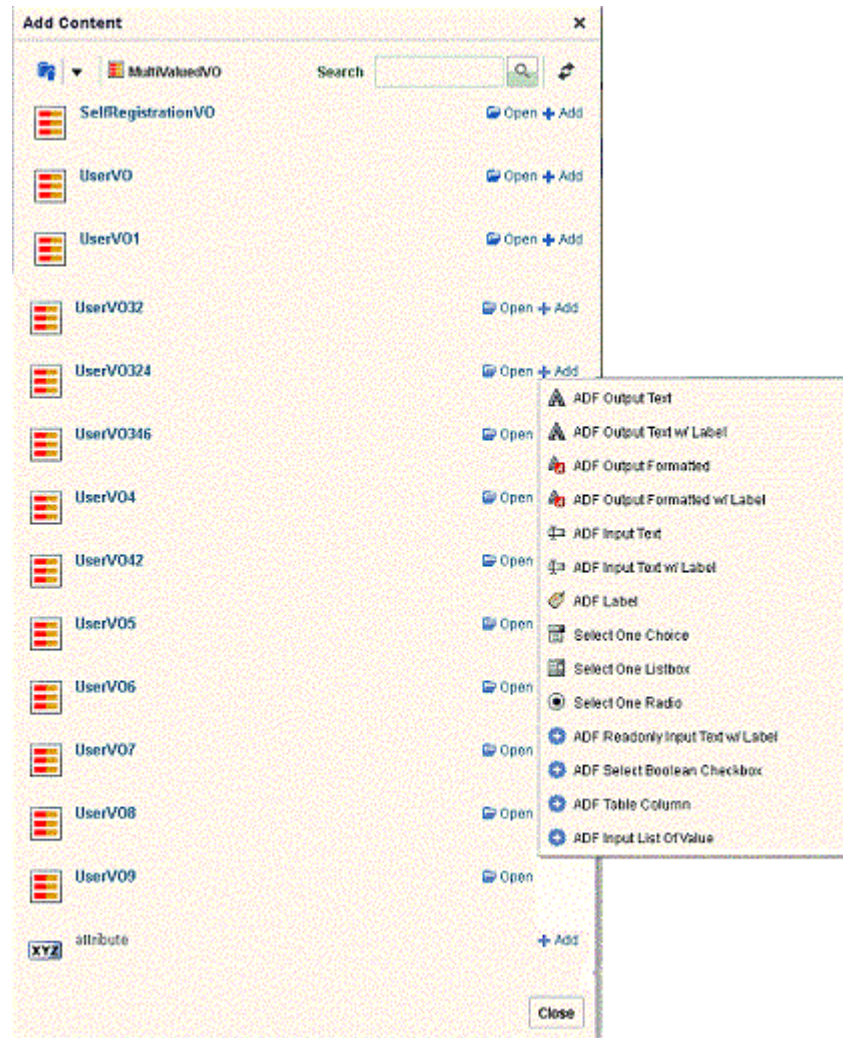 Add Content
MultiValuedVO Search
SelfRegistrationVO Open Add
UserVO Open Add
UserVO1 Open Add
UserVO32 Open Add
UserVO324 Open Add
ADF Output Text
UserVO346 Open
ADF Output Text w/ Label
ADF Output Formatted
ADF Output Formatted w/ Label
UserVO4 Open
ADF Input Text
UserVO42 Open
ADF Input Text w/ Label
ADF Label
UserVO5 Open
Select One Choice
Select One Listbox
UserVO6 Open
Select One Radio
ADF Readonly Input Text w/ Label
UserVO7 Open
ADF Select Boolean Checkbox
ADF Table Column
UserVO8 Open
ADF Input List Of Value
UserVO9 Open
XYZ attribute Add
Close